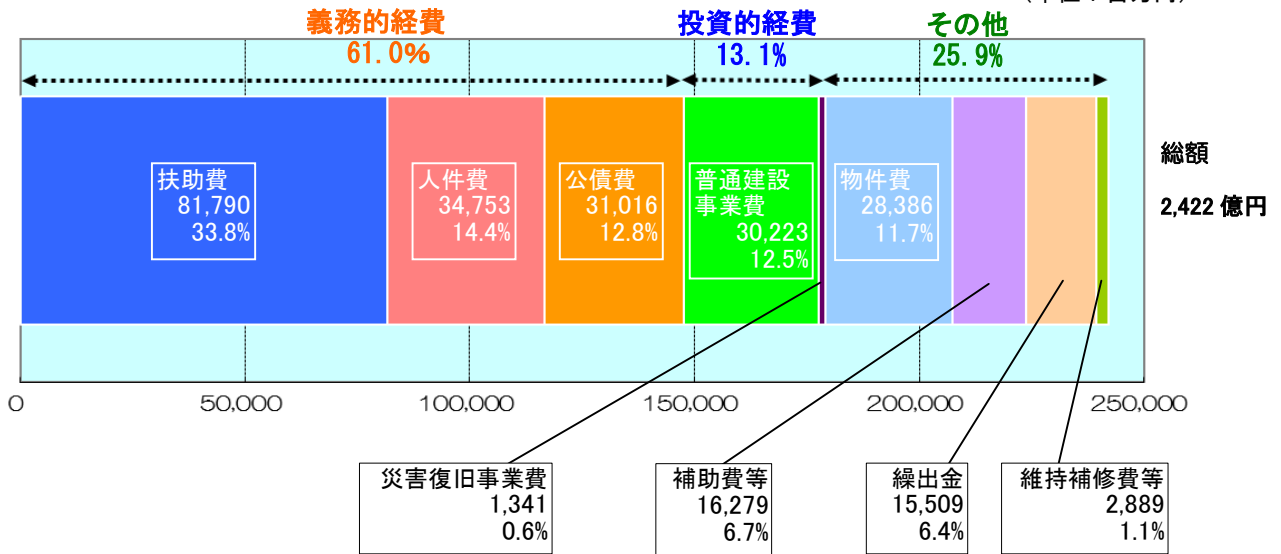 義務的経費
61.0%
投資的経費
13.1%
その他
25.9%
扶助費
81,790
33.8%
人件費
34,753
14.4%
公債費
31,016
12.8%
普通建設
事業費
30,223
12.5%
物件費
28,386
11.7%
総額
2,422 億円
0 50,000 100,000 150,000 200,000 250,000
災害復旧事業費
1,341
0.6%
補助費等
16,279
6.7%
繰出金
15,509
6.4%
維持補修費等
2,889
1.1%